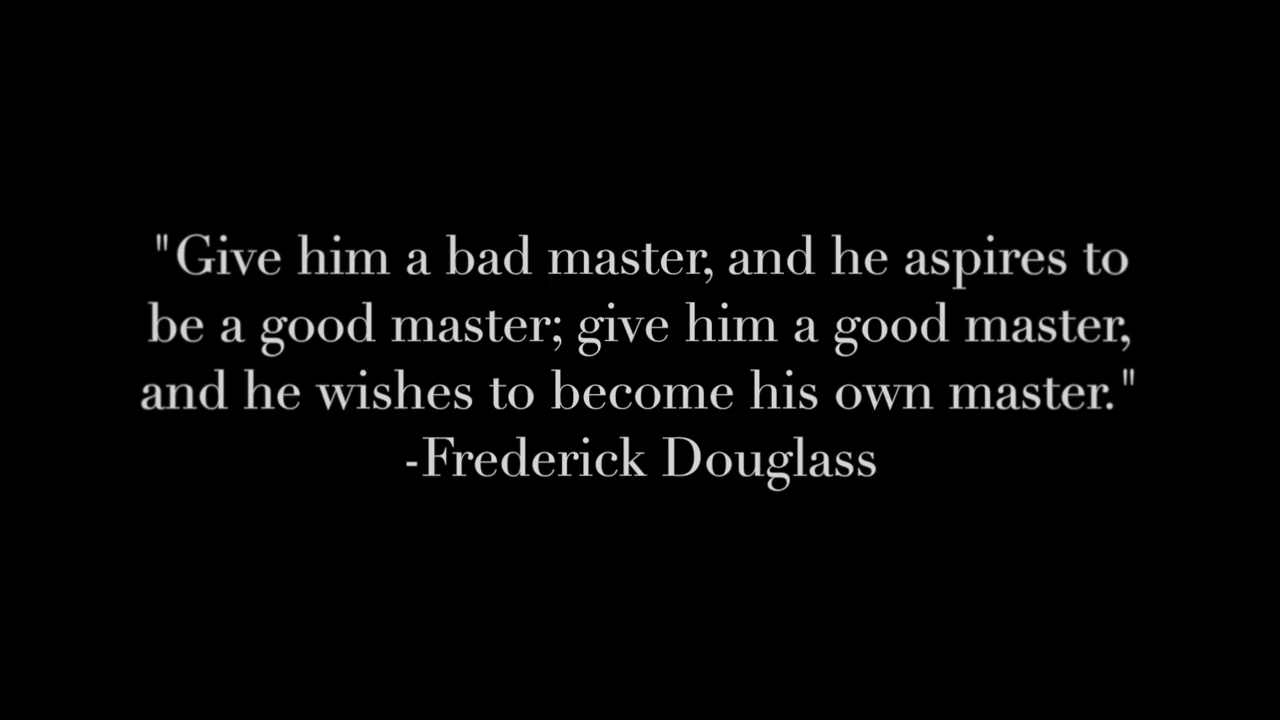 "Give him a bad master, and he aspires to
be a good master; give him a good master,
and he wishes to become his own master."
-Frederick Douglass